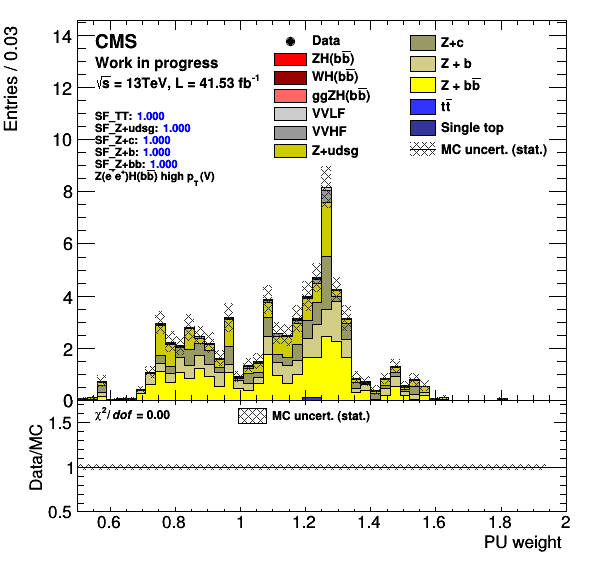 CMS
Work in progress
√s = 13TeV, L = 41.53 fb⁻¹
SF_TT: 1.000
SF_Z+udsg: 1.000
SF_Z+c: 1.000
SF_Z+b: 1.000
SF_Z+bb: 1.000
Z(e⁻e⁺)H(bb̅) high p_T(V)
Data
ZH(bb̅)
WH(bb̅)
ggZH(bb̅)
VVLF
VVHF
Z+udsg
Z+c
Z + b
Z + bb̅
tt̅
Single top
MC uncert. (stat.)
Entries / 0.03
14
12
10
8
6
4
2
0
χ²/dof = 0.00
MC uncert. (stat.)
Data/MC
1.5
1
0.5
0.6
0.8
1
1.2
1.4
1.6
1.8
2
PU weight